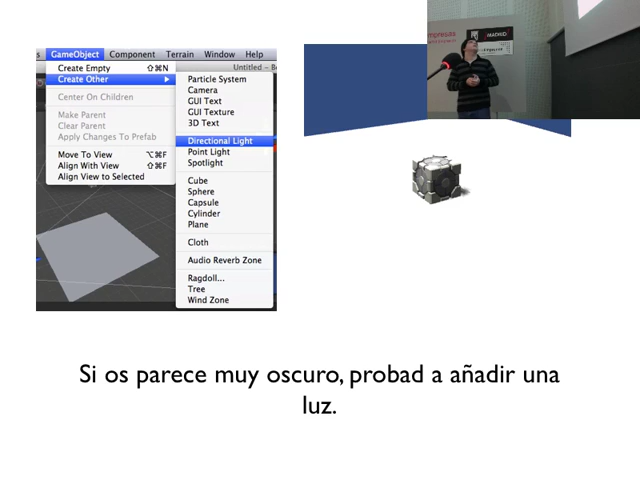 s GameObject Component Terrain Window Help
Untitled - Be
Create Empty ⇧⌘N
Create Other ▶
Center On Children
Make Parent
Clear Parent
Apply Changes To Prefab
Move To View ⌥⌘F
Align With View ⇧⌘F
Align View to Selected
Particle System
Camera
GUI Text
GUI Texture
3D Text
Directional Light
Point Light
Spotlight
Cube
Sphere
Capsule
Cylinder
Plane
Cloth
Audio Reverb Zone
Ragdoll...
Tree
Wind Zone
Si os parece muy oscuro, probad a añadir una
luz.